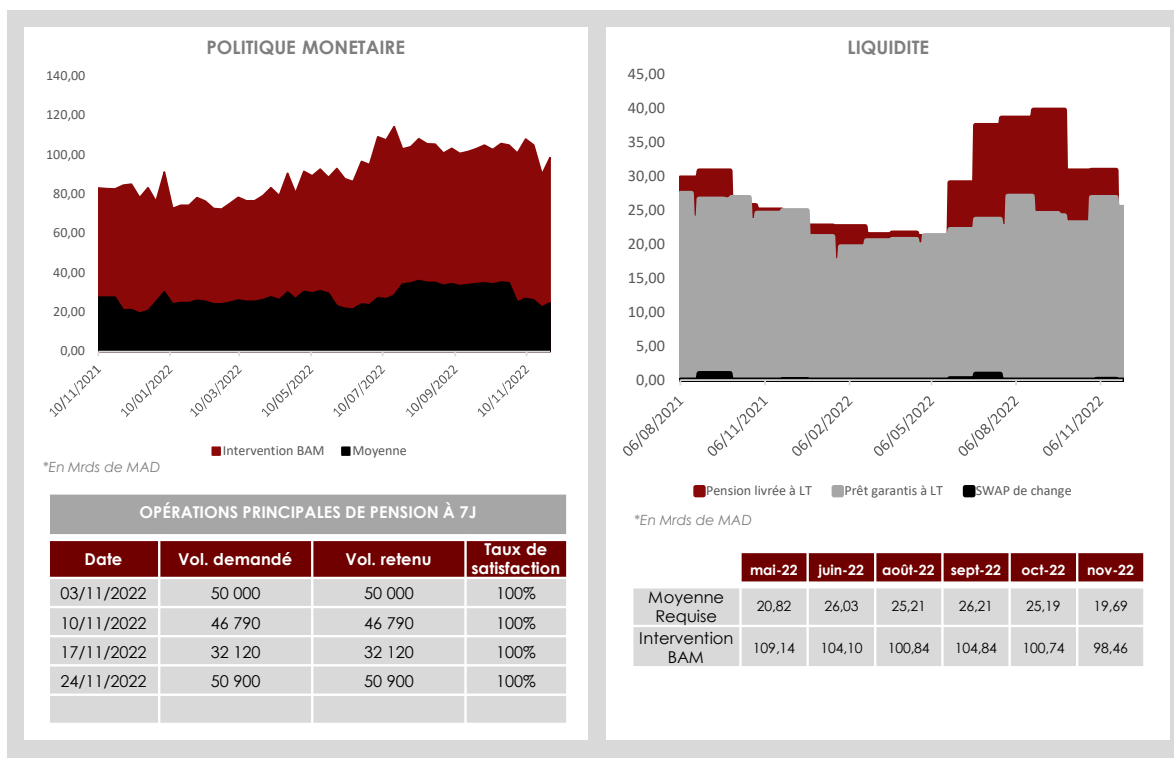 POLITIQUE MONETAIRE
140,00
120,00
100,00
80,00
60,00
40,00
20,00
0,00
10/11/2021
10/01/2022
10/03/2022
10/05/2022
10/07/2022
10/09/2022
10/11/2022
Intervention BAM Moyenne
*En Mrds de MAD
OPÉRATIONS PRINCIPALES DE PENSION À 7J
Date Vol. demandé Vol. retenu Taux de
satisfaction
03/11/2022 50 000 50 000 100%
10/11/2022 46 790 46 790 100%
17/11/2022 32 120 32 120 100%
24/11/2022 50 900 50 900 100%
LIQUIDITE
45,00
40,00
35,00
30,00
25,00
20,00
15,00
10,00
5,00
0,00
06/08/2021
06/11/2021
06/02/2022
06/05/2022
06/08/2022
06/11/2022
Pension livrée à LT Prêt garantis à LT SWAP de change
*En Mrds de MAD
mai-22 juin-22 août-22 sept-22 oct-22 nov-22
Moyenne
Requise 20,82 26,03 25,21 26,21 25,19 19,69
Intervention
BAM 109,14 104,10 100,84 104,84 100,74 98,46